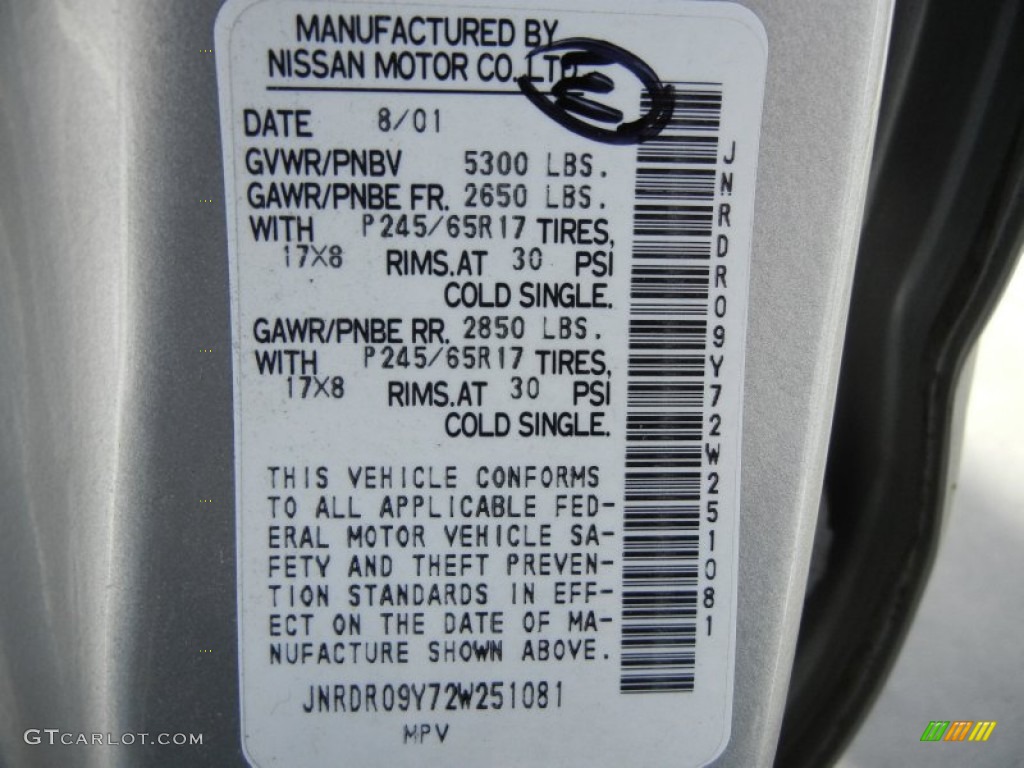 MANUFACTURED BY
NISSAN MOTOR CO.,LTD.
DATE 8/01
GVWR/PNBV 5300 LBS.
GAWR/PNBE FR. 2650 LBS.
WITH P245/65R17 TIRES,
17X8 RIMS.AT 30 PSI
COLD SINGLE.
GAWR/PNBE RR. 2850 LBS.
WITH P245/65R17 TIRES,
17X8 RIMS.AT 30 PSI
COLD SINGLE.
THIS VEHICLE CONFORMS
TO ALL APPLICABLE FED-
ERAL MOTOR VEHICLE SA-
FETY AND THEFT PREVEN-
TION STANDARDS IN EFF-
ECT ON THE DATE OF MA-
NUFACTURE SHOWN ABOVE.
JNRDR09Y72W251081
MPV
JNRDR09Y72W251081
GTCARLOT.COM